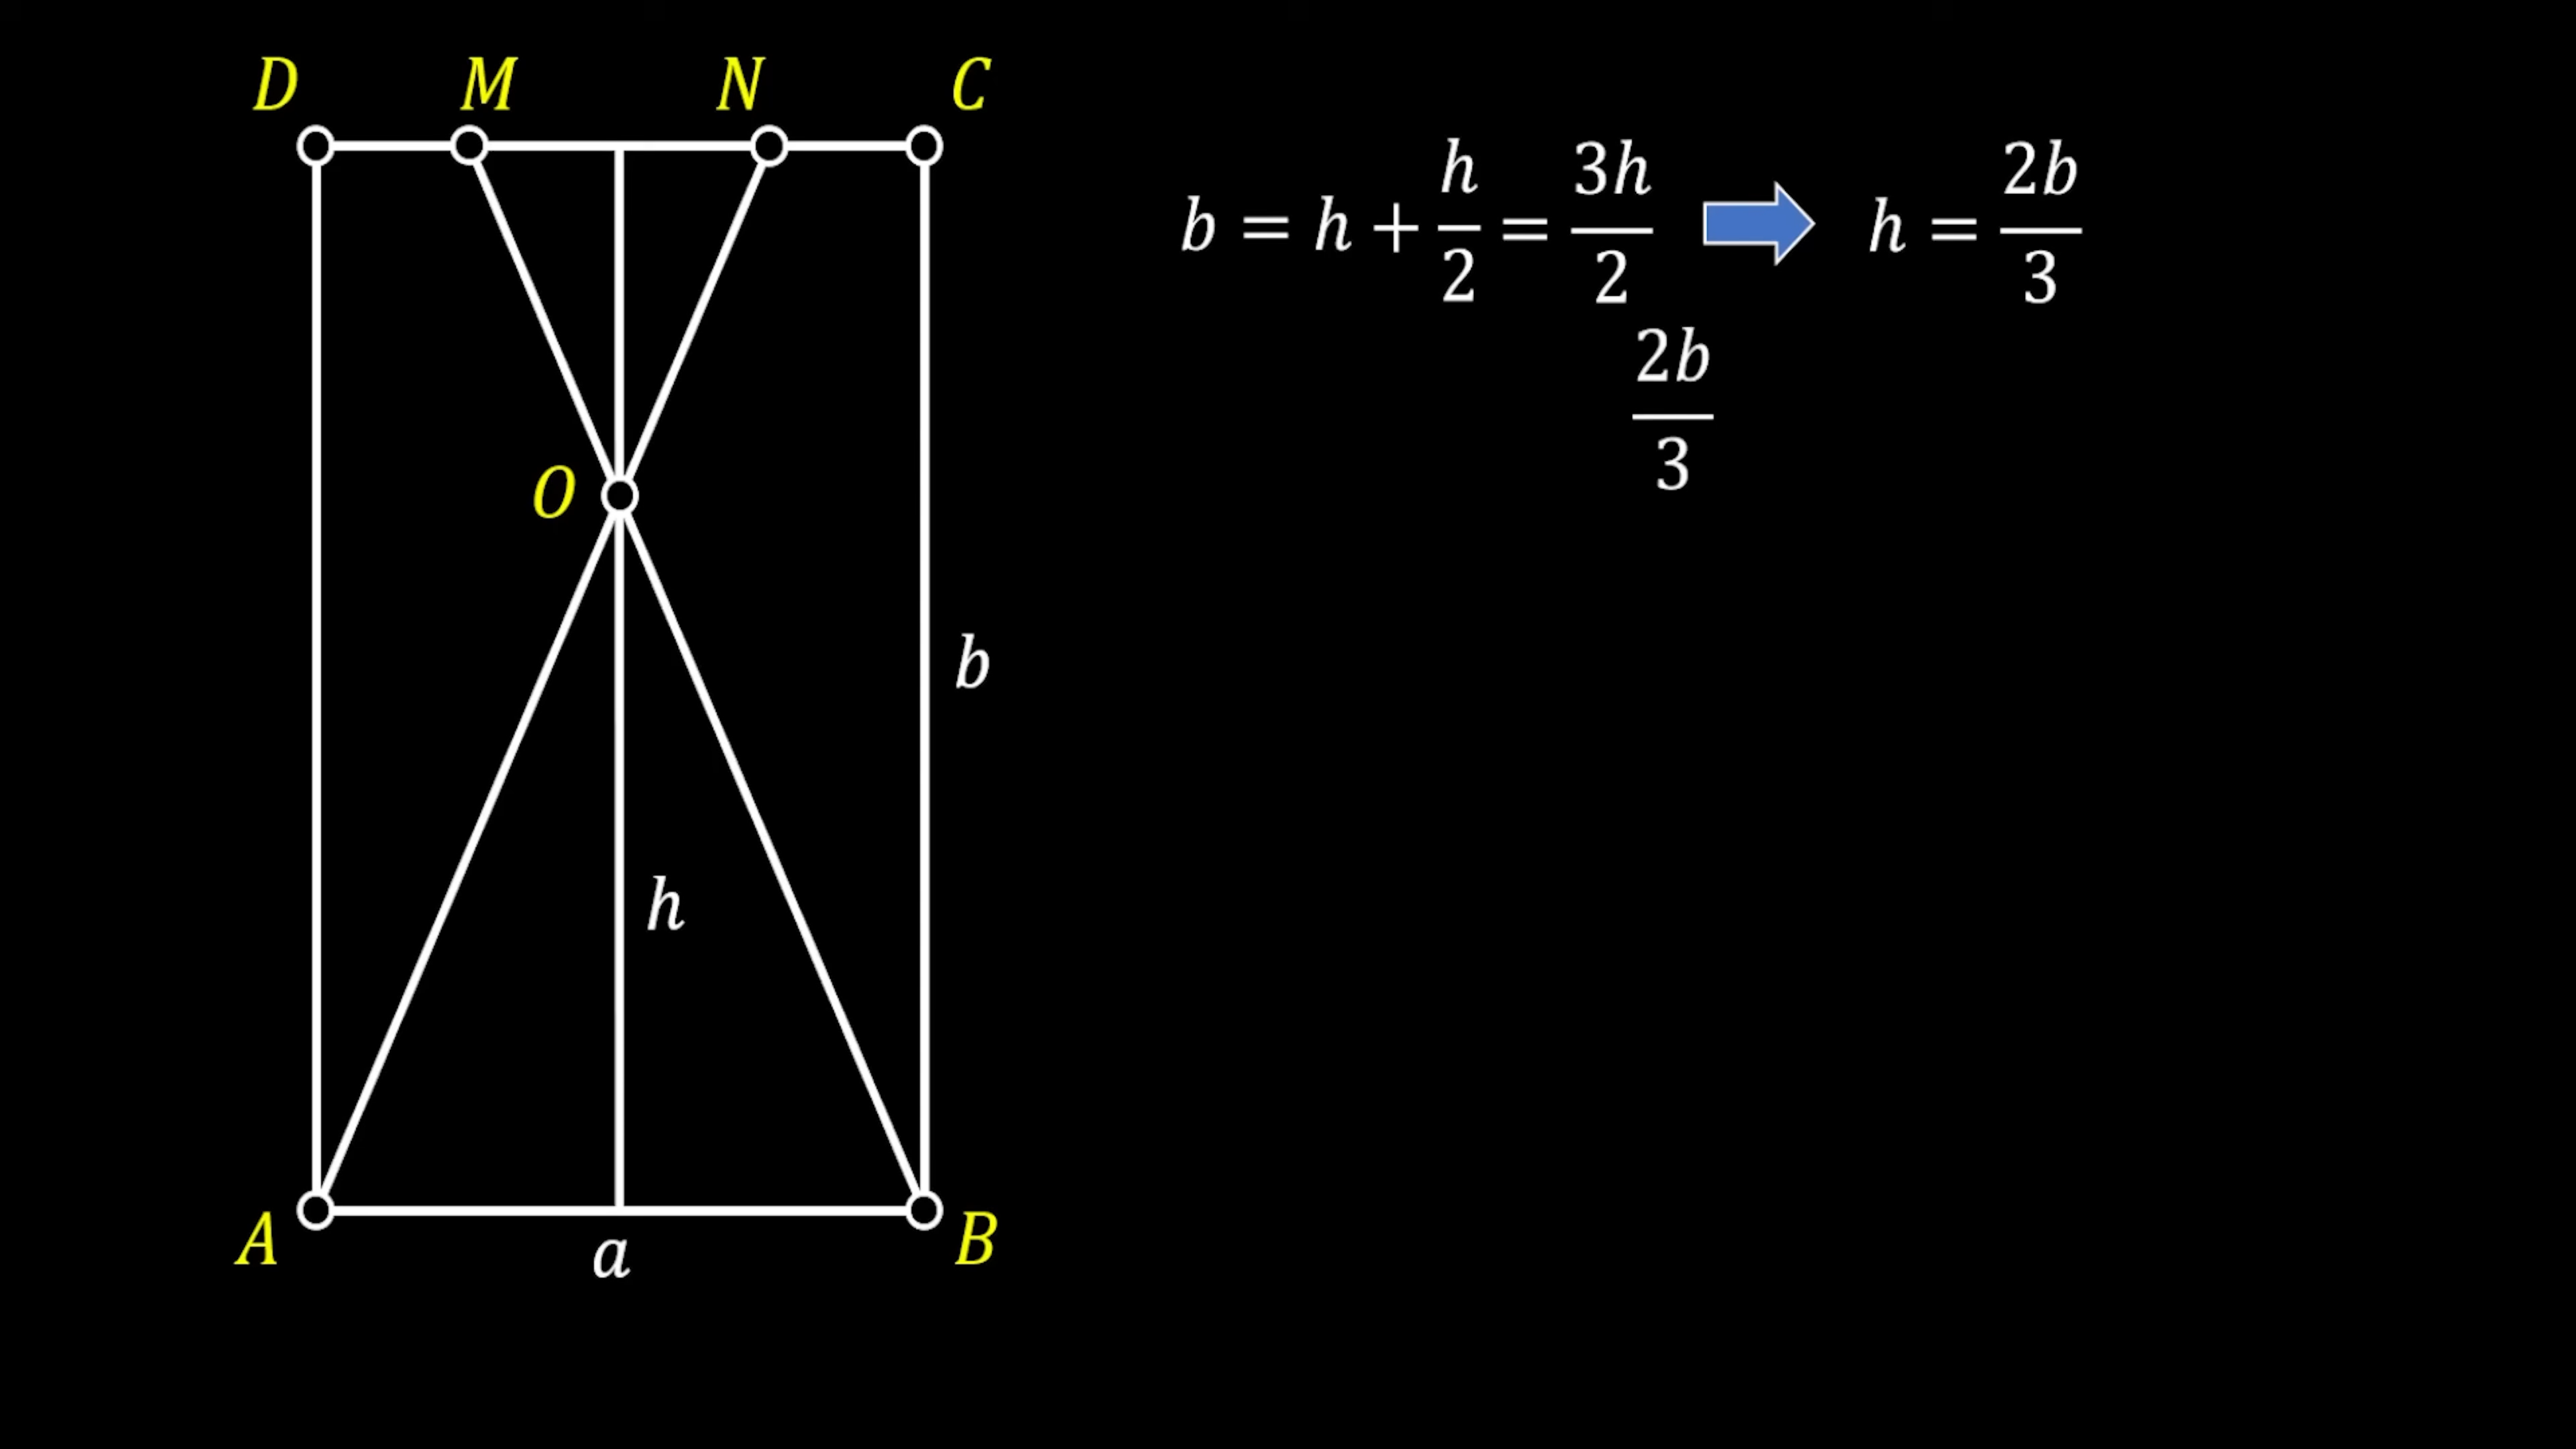 D M N C
b = h + h/2 = 3h/2 h = 2b/3
2b/3
O
b
h
A B
a